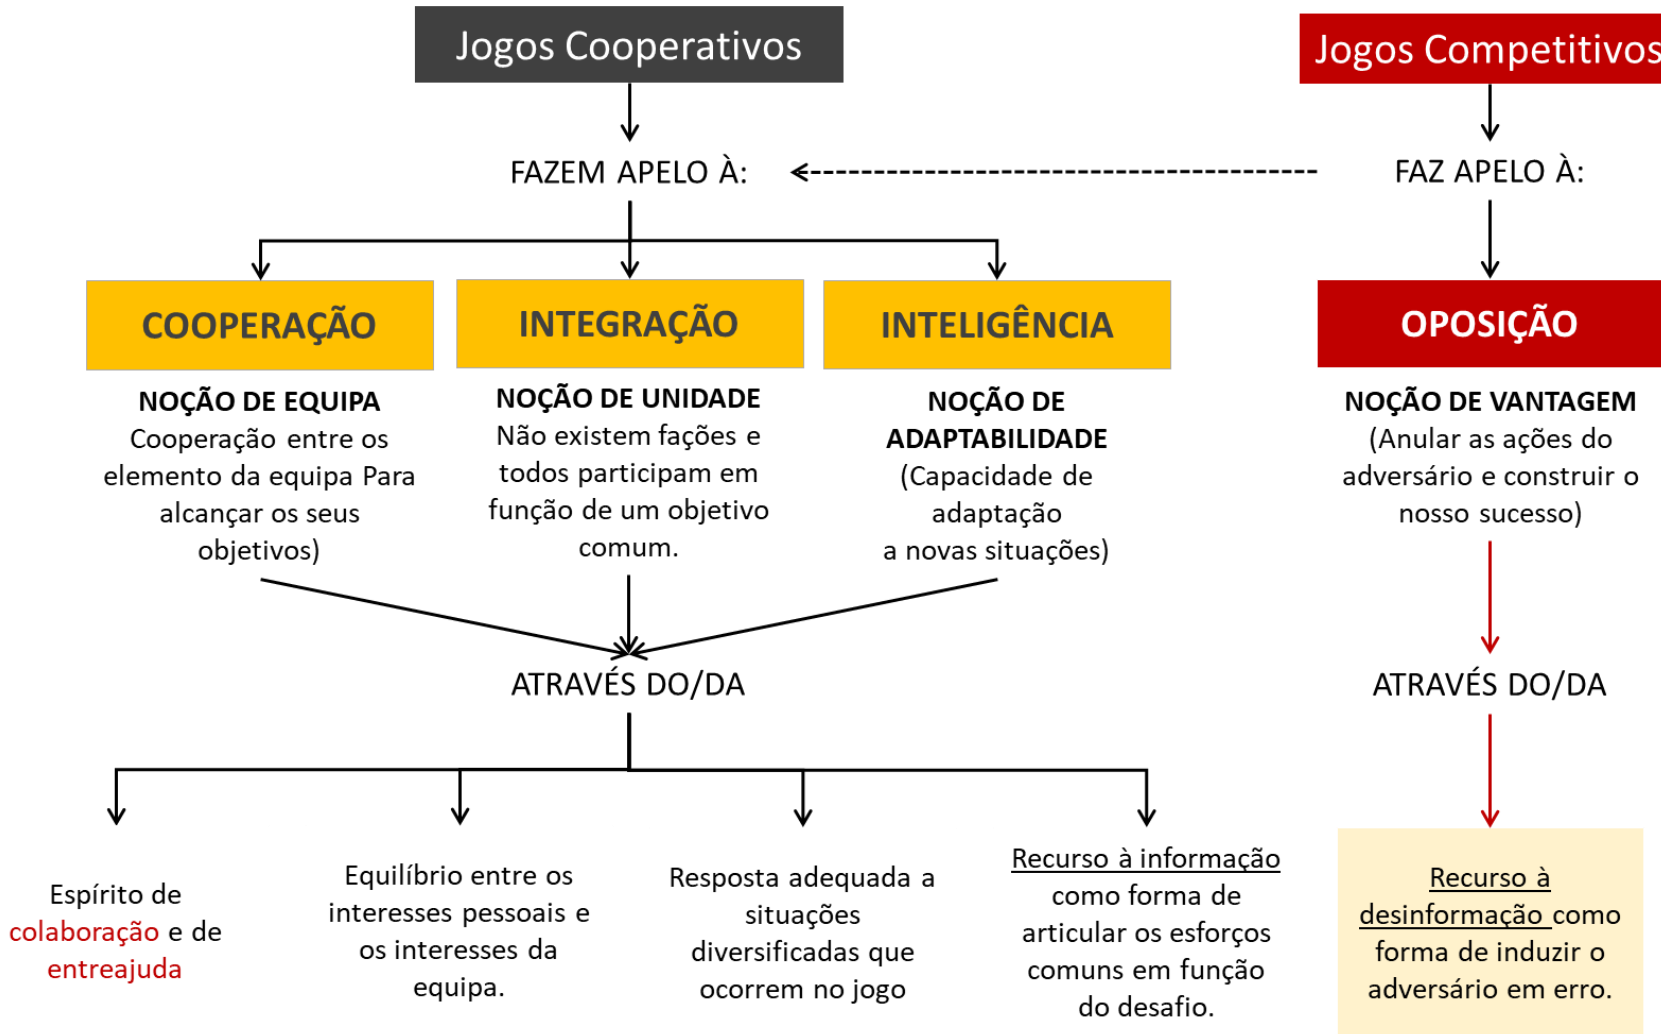 Jogos Cooperativos
Jogos Competitivos
FAZEM APELO À:
FAZ APELO À:
COOPERAÇÃO
INTEGRAÇÃO
INTELIGÊNCIA
OPOSIÇÃO
NOÇÃO DE EQUIPA
Cooperação entre os
elemento da equipa Para
alcançar os seus
objetivos)
NOÇÃO DE UNIDADE
Não existem fações e
todos participam em
função de um objetivo
comum.
NOÇÃO DE
ADAPTABILIDADE
(Capacidade de
adaptação
a novas situações)
NOÇÃO DE VANTAGEM
(Anular as ações do
adversário e construir o
nosso sucesso)
ATRAVÉS DO/DA
ATRAVÉS DO/DA
Espírito de
colaboração e de
entreajuda
Equilíbrio entre os
interesses pessoais e
os interesses da
equipa.
Resposta adequada a
situações
diversificadas que
ocorrem no jogo
Recurso à informação
como forma de
articular os esforços
comuns em função
do desafio.
Recurso à
desinformação como
forma de induzir o
adversário em erro.